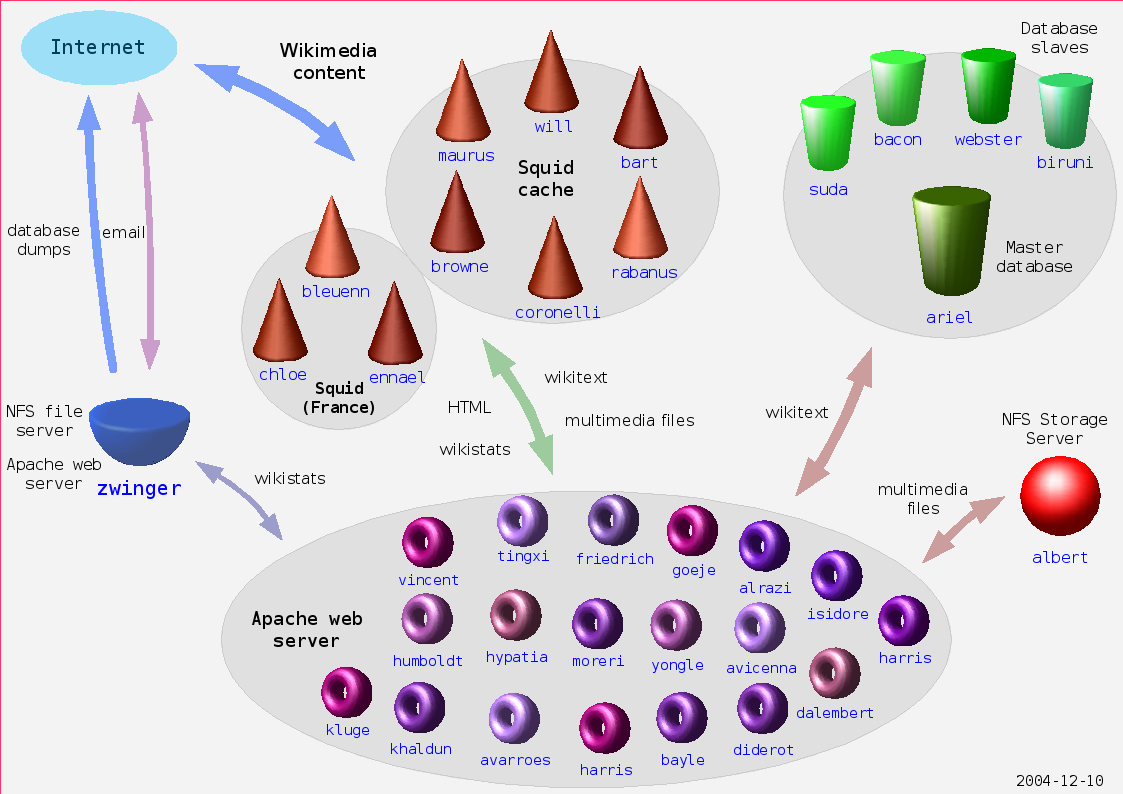 Internet
Wikimedia
content
database
dumps
email
maurus
will
bart
Squid
cache
browne
coronelli
rabanus
bleuenn
chloe
ennael
Squid
(France)
Database
slaves
suda
bacon
webster
biruni
Master
database
ariel
NFS file
server
Apache web
server
zwinger
wikistats
HTML
wikitext
multimedia files
wikistats
wikitext
NFS Storage
Server
multimedia
files
albert
Apache web
server
vincent
tingxi
friedrich
goeje
alrazi
isidore
harris
humboldt
hypatia
moreri
yongle
avicenna
dalembert
kluge
khaldun
avarroes
harris
bayle
diderot
2004-12-10